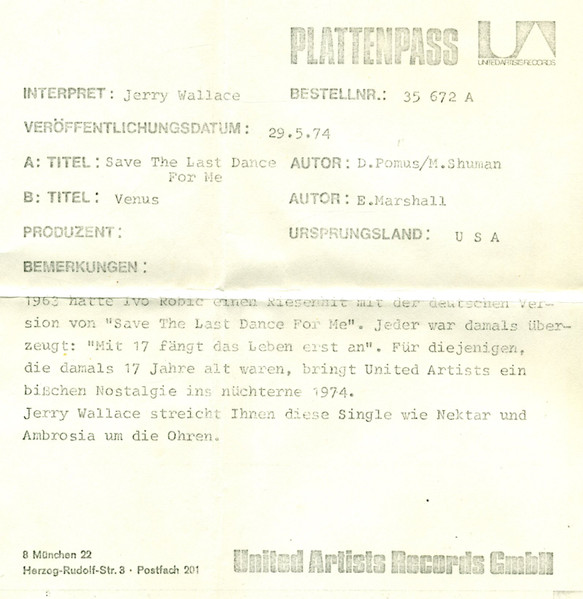 PLATTENPASS UA
UNITED ARTISTS RECORDS
INTERPRET: Jerry Wallace BESTELLNR.: 35 672 A
VERÖFFENTLICHUNGSDATUM: 29.5.74
A: TITEL: Save The Last Dance For Me AUTOR: D.Pomus/M.Shuman
B: TITEL: Venus AUTOR: E.Marshall
PRODUZENT: URSPRUNGSLAND: U S A
BEMERKUNGEN:
1963 hatte Ivo Robic einen Riesenhit mit der deutschen Ver-
sion von "Save The Last Dance For Me". Jeder war damals über-
zeugt: "Mit 17 fängt das Leben erst an". Für diejenigen,
die damals 17 Jahre alt waren, bringt United Artists ein
bißchen Nostalgie ins nüchterne 1974.
Jerry Wallace streicht Ihnen diese Single wie Nektar und
Ambrosia um die Ohren.
8 München 22
Herzog-Rudolf-Str. 3 · Postfach 201 United Artists Records GmbH